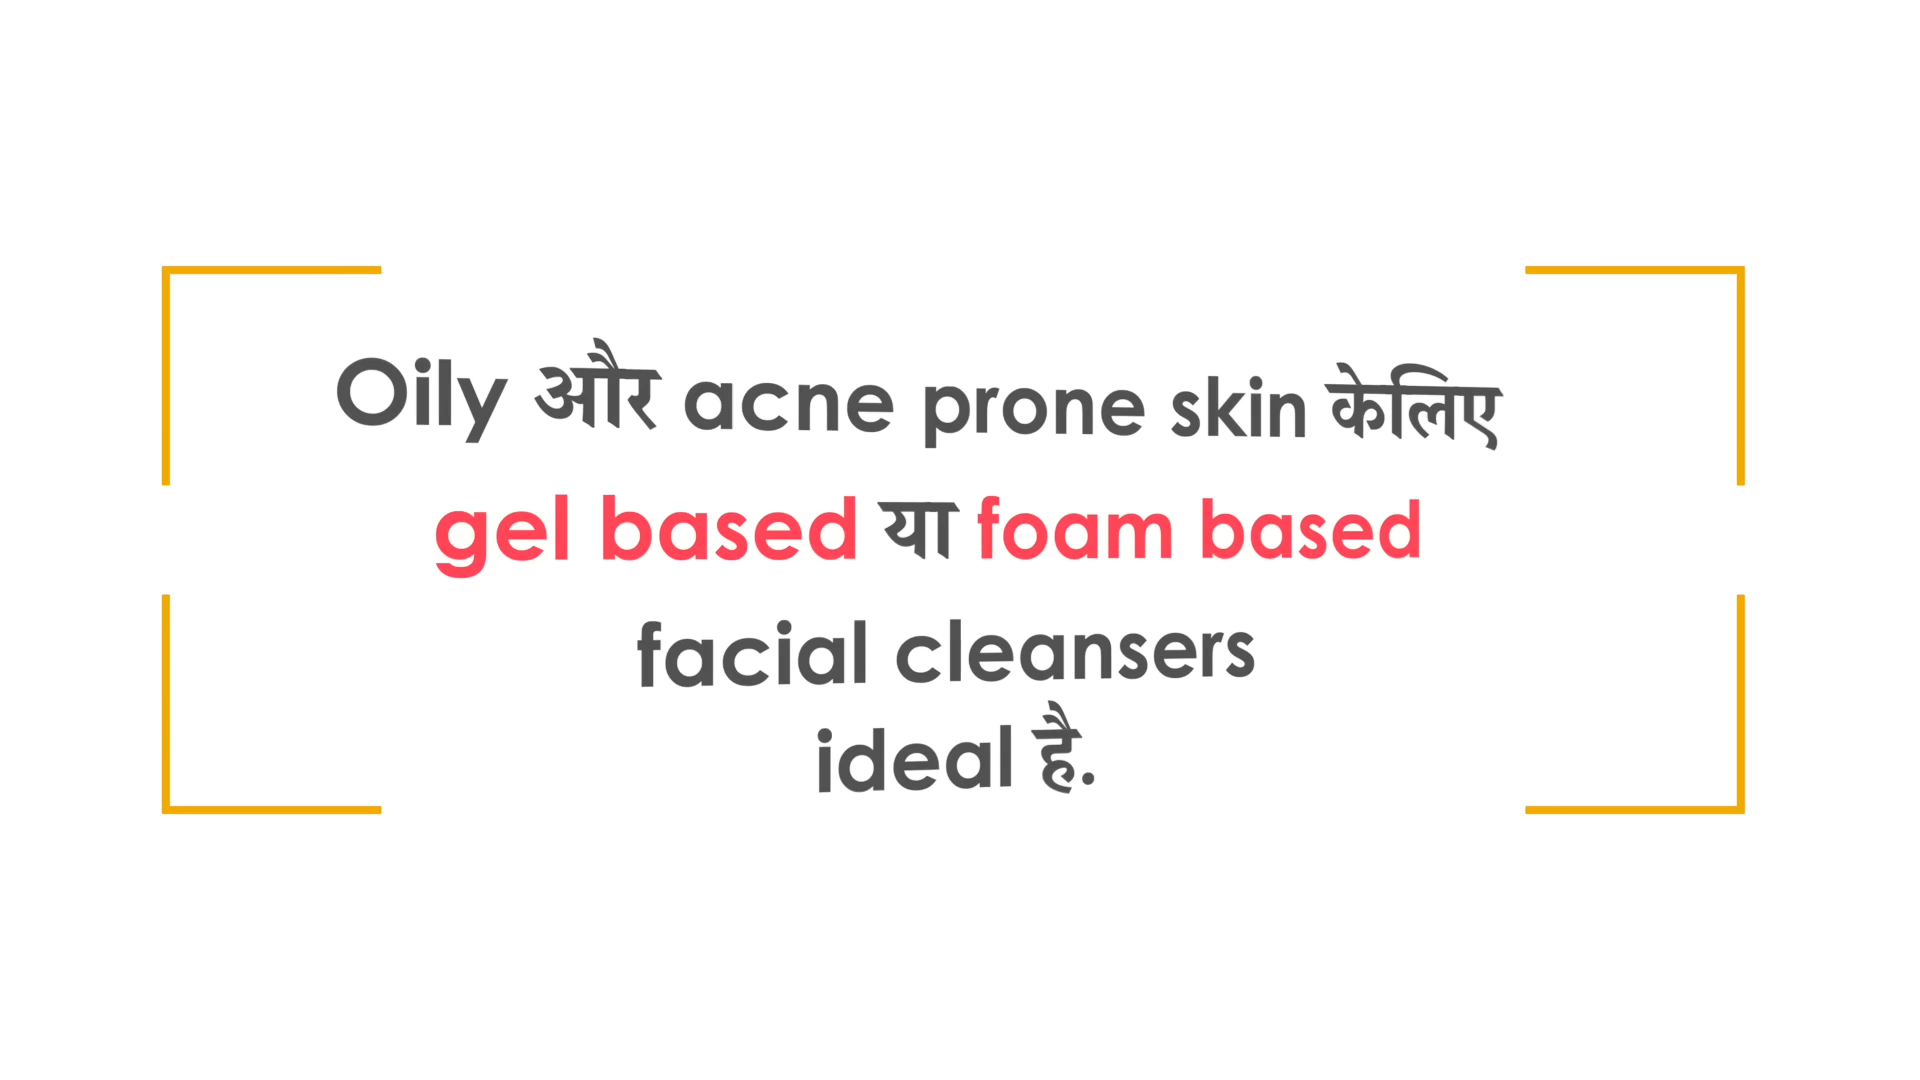 Oily और acne prone skin केलिए
gel based या foam based
facial cleansers
ideal है.